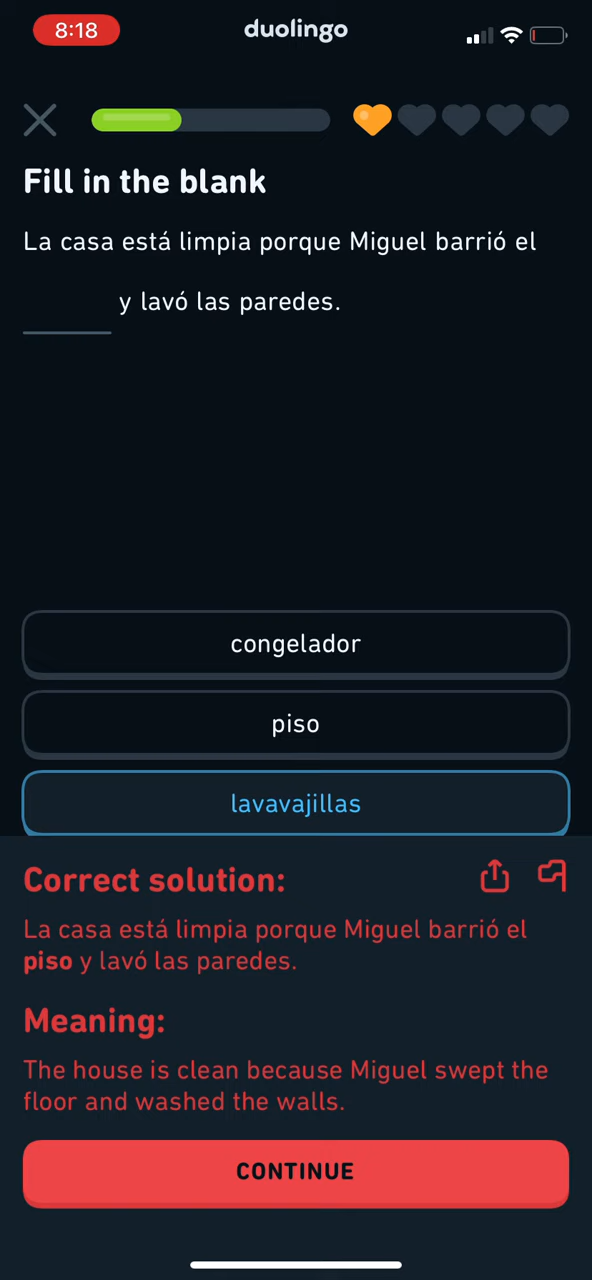 8:18
duolingo
Fill in the blank
La casa está limpia porque Miguel barrió el
y lavó las paredes.
congelador
piso
lavavajillas
Correct solution:
La casa está limpia porque Miguel barrió el
piso y lavó las paredes.
Meaning:
The house is clean because Miguel swept the
floor and washed the walls.
CONTINUE